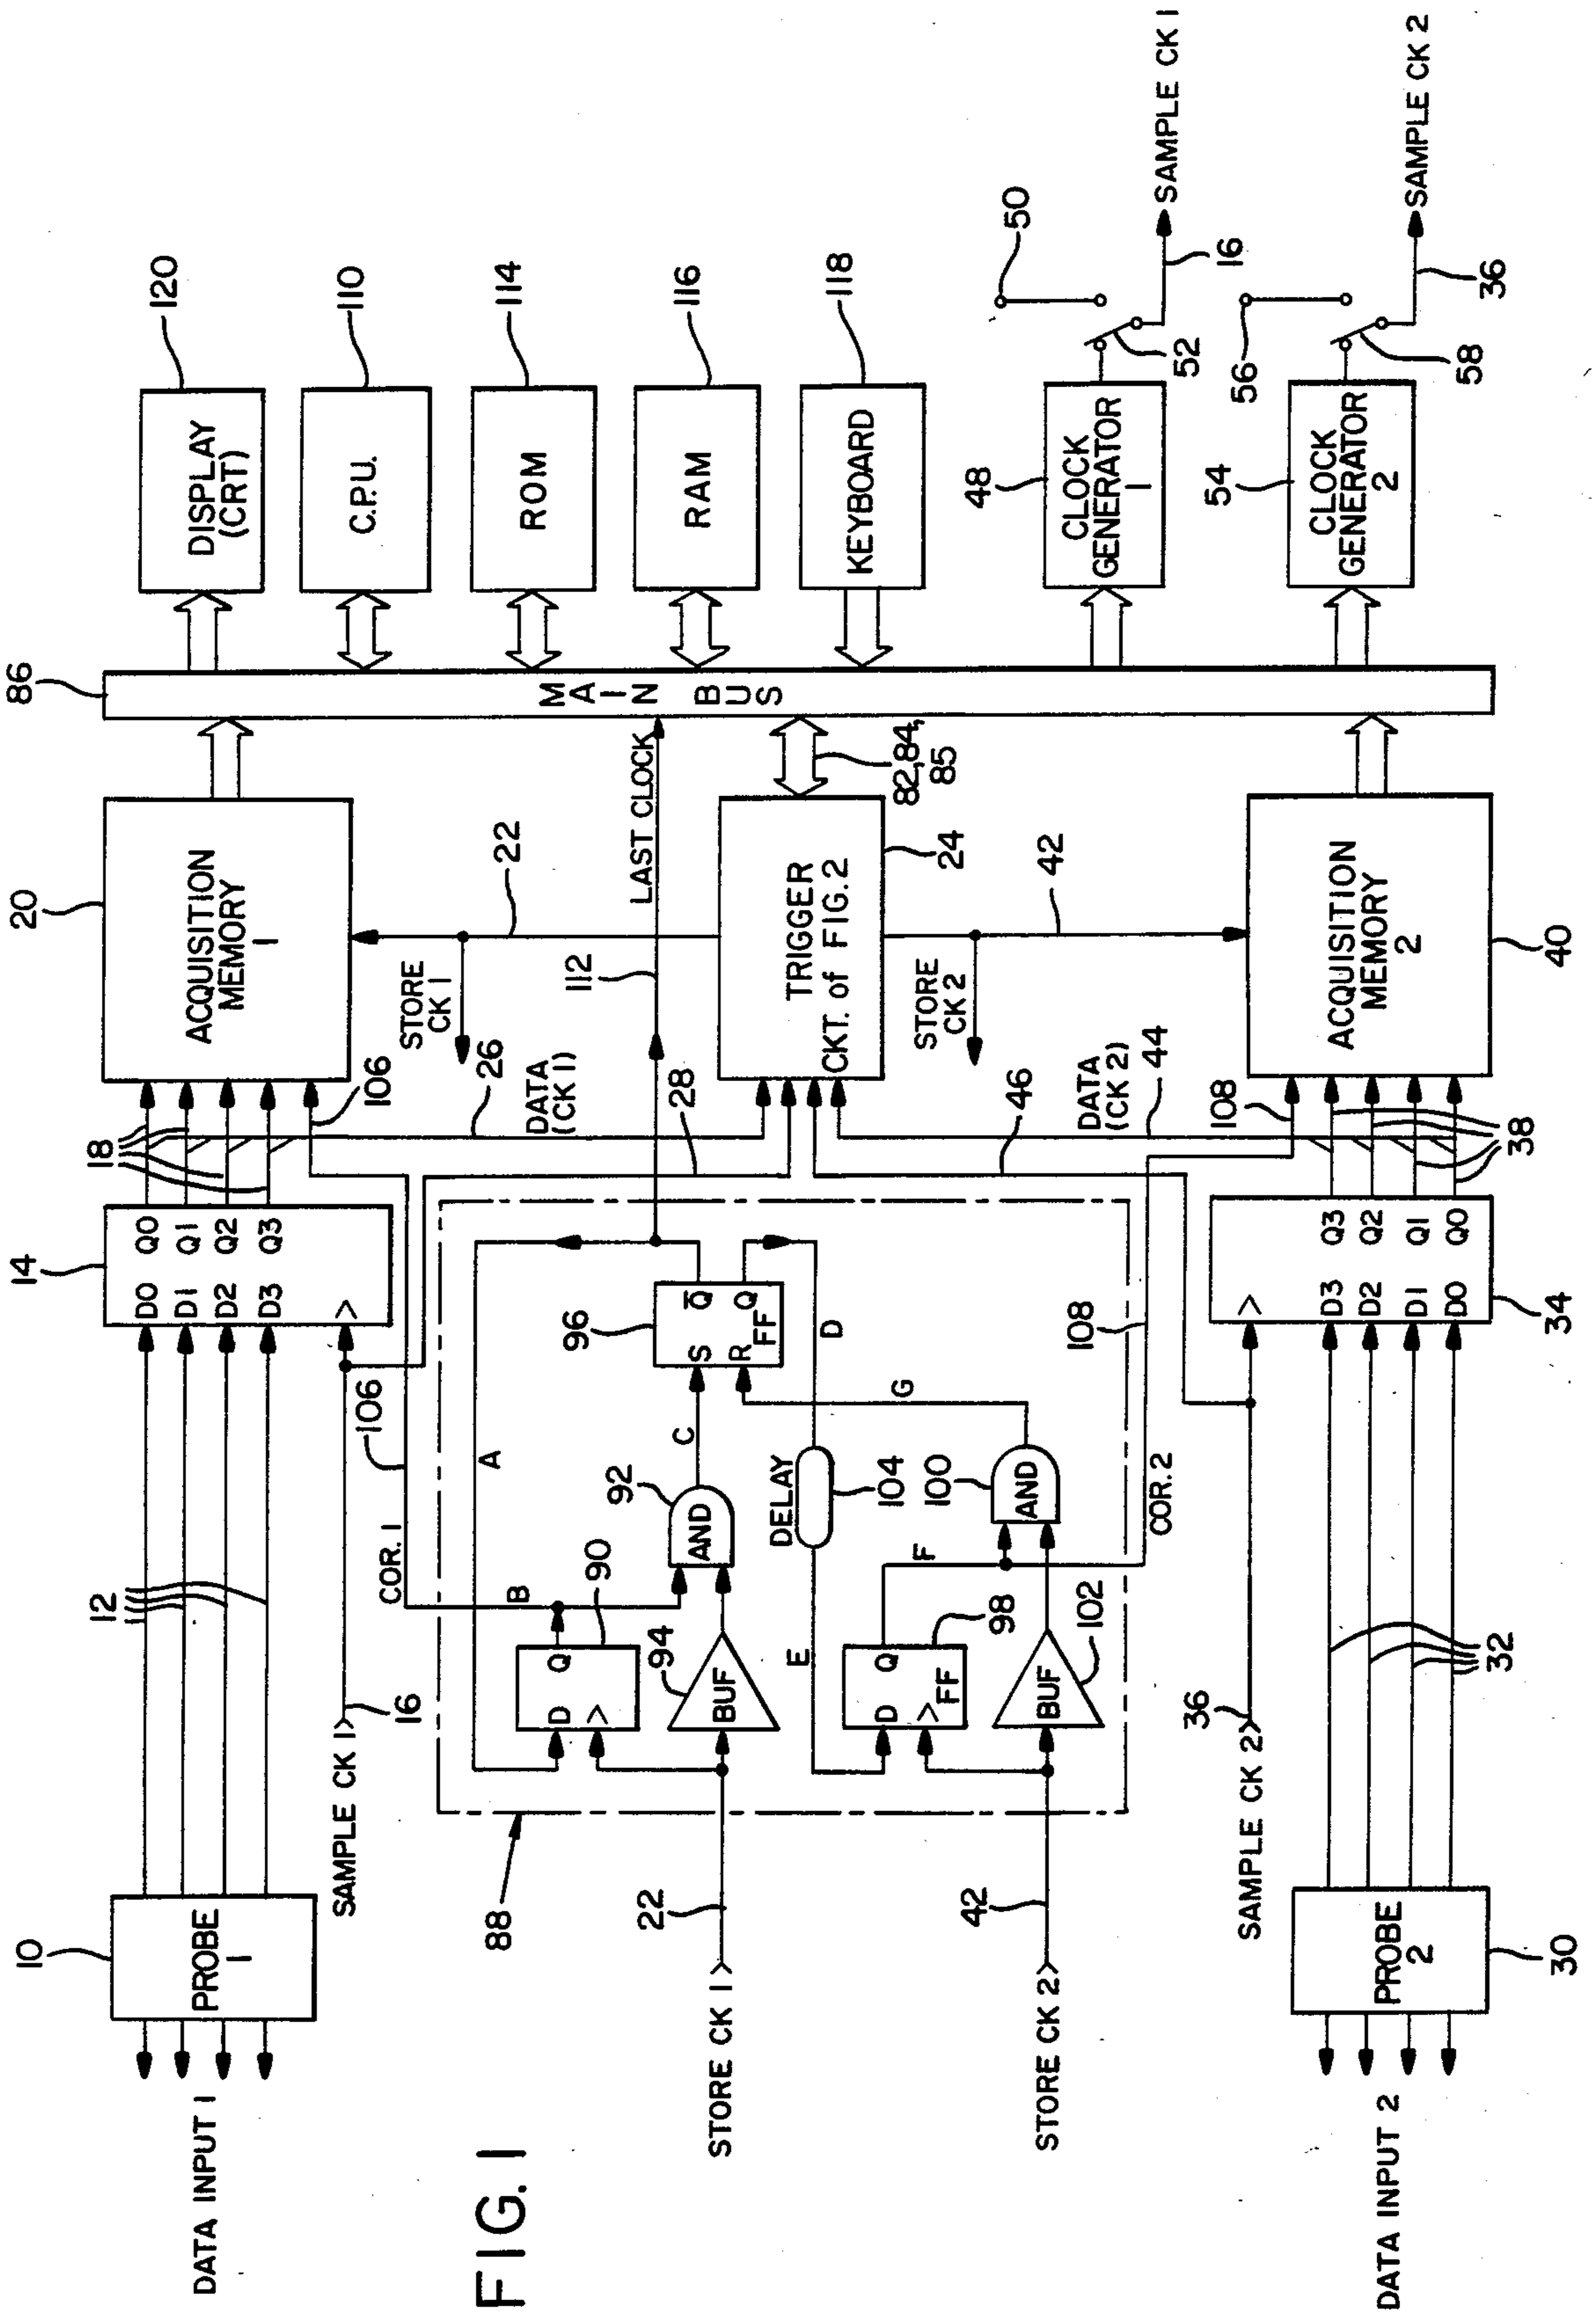 FIG. 1
DATA INPUT 1
10
PROBE
1
12
SAMPLE CK 1
16
14
D0 Q0
D1 Q1
D2 Q2
D3 Q3
>
18
106
COR. 1
106
20
ACQUISITION
MEMORY
1
STORE
CK 1
22
26
DATA
(CK 1)
28
88
A
B
90
D Q
>
94
BUF
92
AND
C
96
S Q̅
R Q
FF
D
DELAY
104
E
98
D Q
>
FF
F
102
BUF
100
AND
G
STORE CK 1
22
STORE CK 2
42
112
LAST CLOCK
TRIGGER
CKT. of FIG. 2
24
82,84,
85
STORE
CK 2
42
46
DATA
(CK 2)
44
108
COR. 2
108
DATA INPUT 2
PROBE
2
30
32
SAMPLE CK 2
36
34
>
D3 Q3
D2 Q2
D1 Q1
D0 Q0
38
ACQUISITION
MEMORY
2
40
86
MAIN BUS
DISPLAY
(CRT)
120
C.P.U.
110
ROM
114
RAM
116
KEYBOARD
118
48
CLOCK
GENERATOR
1
50
52
16
SAMPLE CK 1
54
CLOCK
GENERATOR
2
56
58
36
SAMPLE CK 2